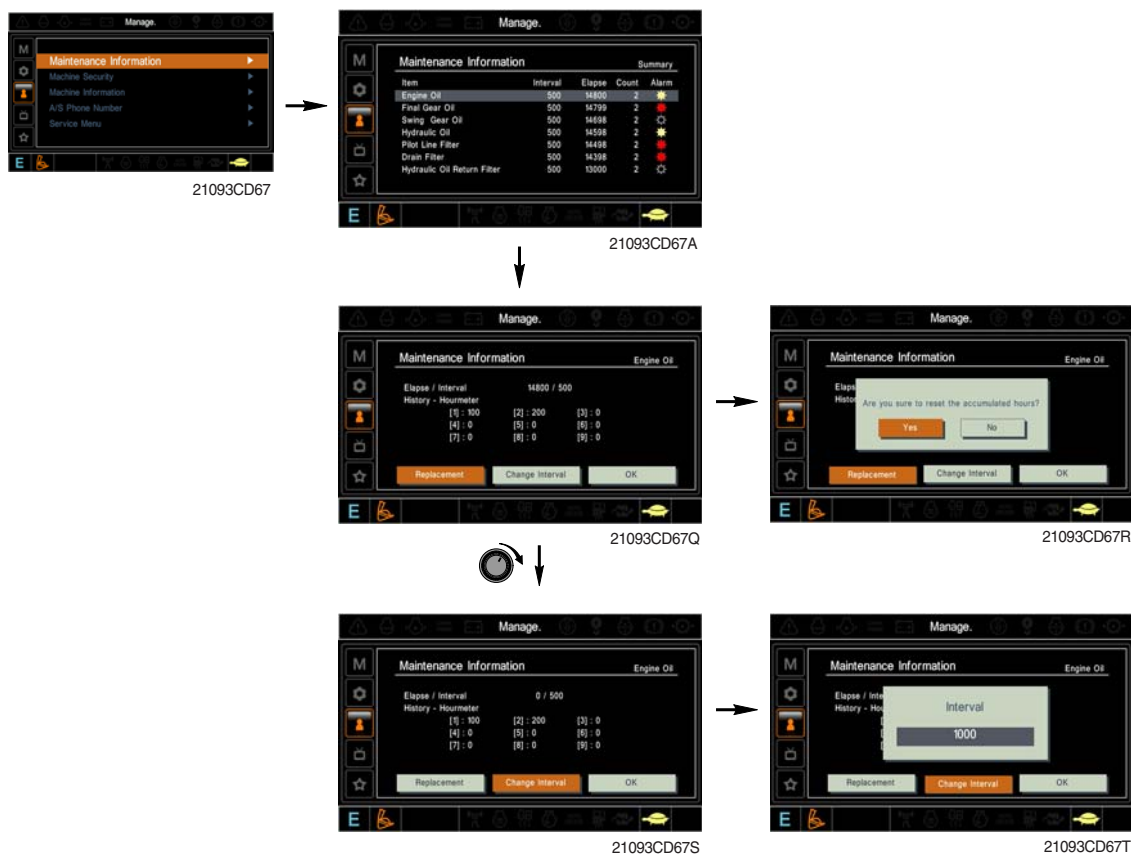 Manage.
M
Maintenance Information
Machine Security
Machine Information
A/S Phone Number
Service Menu
E
21093CD67
Manage.
M
Maintenance Information Summary
Item Interval Elapse Count Alarm
Engine Oil 500 14800 2
Final Gear Oil 500 14799 2
Swing Gear Oil 500 14698 2
Hydraulic Oil 500 14598 2
Pilot Line Filter 500 14498 2
Drain Filter 500 14398 2
Hydraulic Oil Return Filter 500 13000 2
E
21093CD67A
Manage.
M
Maintenance Information Engine Oil
Elapse / Interval 14800 / 500
History - Hourmeter
[1] : 100 [2] : 200 [3] : 0
[4] : 0 [5] : 0 [6] : 0
[7] : 0 [8] : 0 [9] : 0
Replacement Change Interval OK
E
21093CD67Q
Manage.
M
Maintenance Information Engine Oil
Elaps
Histor
Are you sure to reset the accumulated hours?
Yes No
Replacement Change Interval OK
E
21093CD67R
Manage.
M
Maintenance Information Engine Oil
Elapse / Interval 0 / 500
History - Hourmeter
[1] : 100 [2] : 200 [3] : 0
[4] : 0 [5] : 0 [6] : 0
[7] : 0 [8] : 0 [9] : 0
Replacement Change Interval OK
E
21093CD67S
Manage.
M
Maintenance Information Engine Oil
Elapse / Inte
History - Hou
Interval
1000
Replacement Change Interval OK
E
21093CD67T